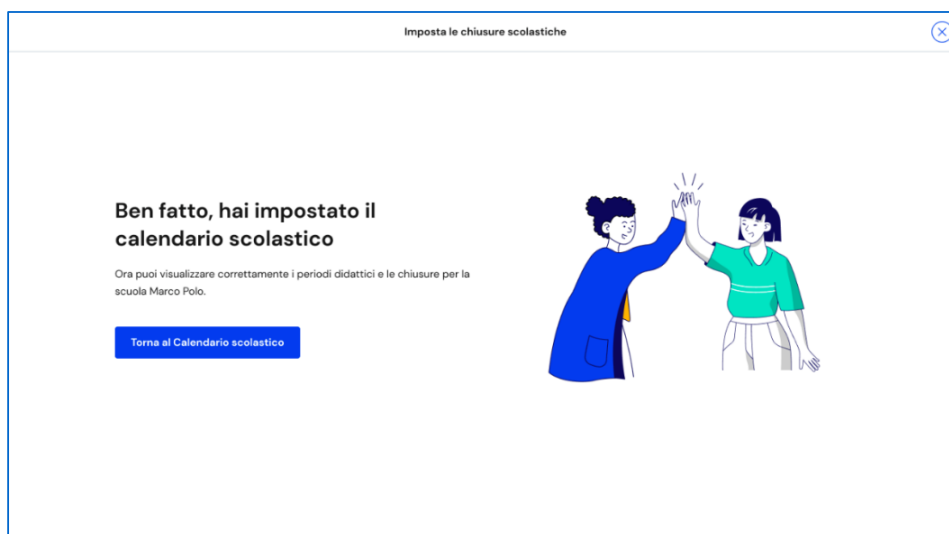 Imposta le chiusure scolastiche
Ben fatto, hai impostato il
calendario scolastico
Ora puoi visualizzare correttamente i periodi didattici e le chiusure per la
scuola Marco Polo.
Torna al Calendario scolastico